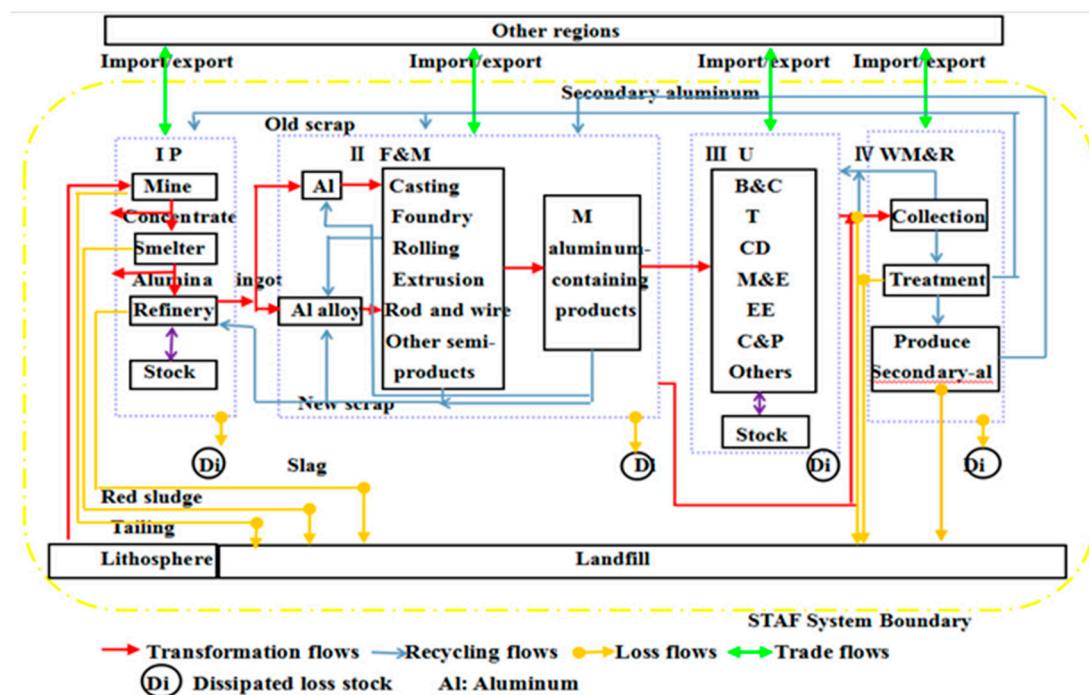 Other regions
Import/export Import/export Import/export Import/export
Secondary aluminum
Old scrap
I P
II F&M
III U
IV WM&R
Mine
Concentrate
Smelter
Alumina
Refinery
Stock
ingot
Al
Al alloy
Casting
Foundry
Rolling
Extrusion
Rod and wire
Other semi-
products
M
aluminum-
containing
products
New scrap
B&C
T
CD
M&E
EE
C&P
Others
Stock
Collection
Treatment
Produce
Secondary-al
Di Di Di Di
Slag
Red sludge
Tailing
Lithosphere
Landfill
STAF System Boundary
Transformation flows Recycling flows Loss flows Trade flows
Di Dissipated loss stock Al: Aluminum